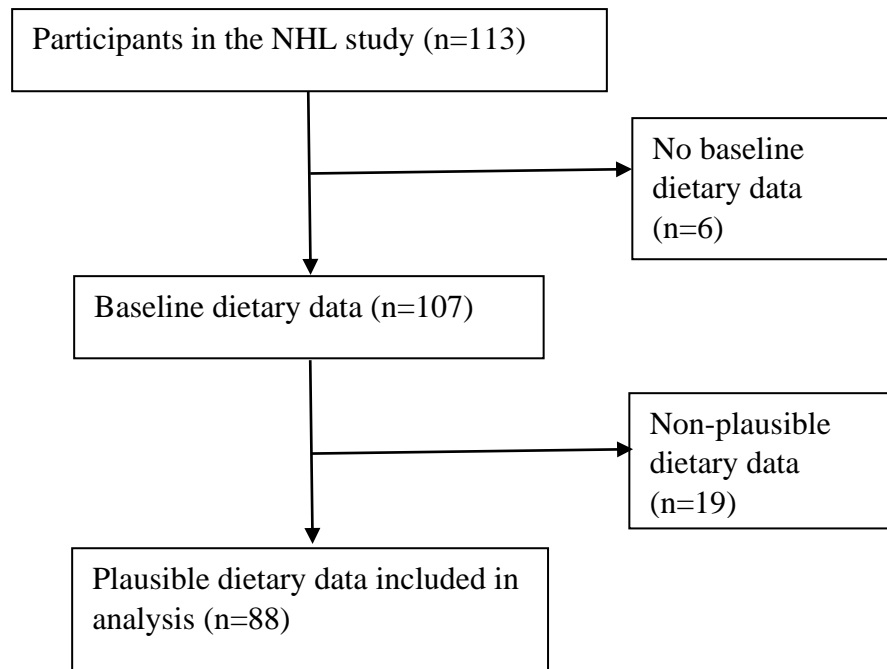 Participants in the NHL study (n=113)
No baseline
dietary data
(n=6)
Baseline dietary data (n=107)
Non-plausible
dietary data
(n=19)
Plausible dietary data included in
analysis (n=88)